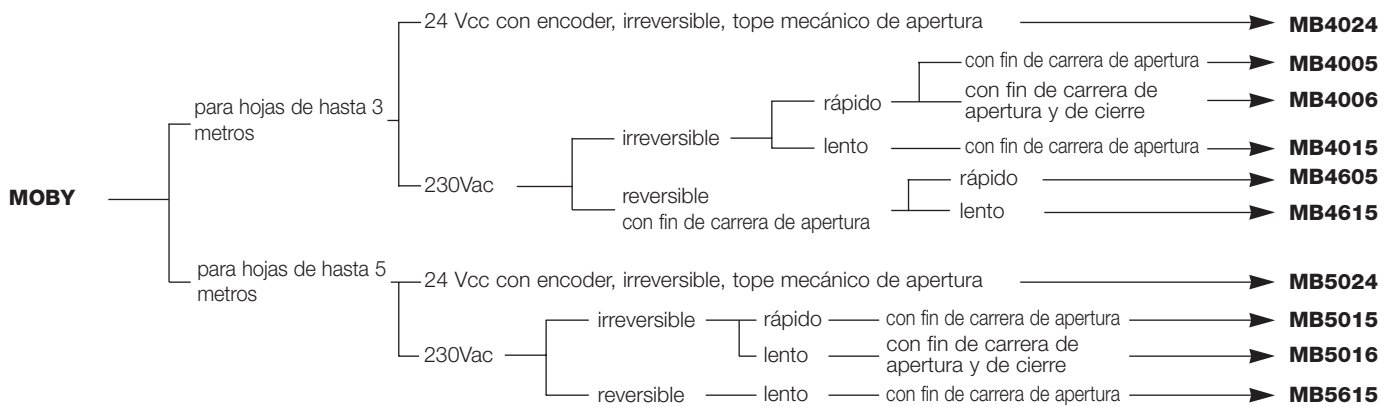 24 Vcc con encoder, irreversible, tope mecánico de apertura MB4024
con fin de carrera de apertura MB4005
para hojas de hasta 3
metros
rápido
con fin de carrera de
apertura y de cierre
MB4006
irreversible
lento con fin de carrera de apertura MB4015
230Vac
rápido MB4605
MOBY
reversible
con fin de carrera de apertura
lento MB4615
para hojas de hasta 5
metros
24 Vcc con encoder, irreversible, tope mecánico de apertura MB5024
irreversible rápido con fin de carrera de apertura MB5015
230Vac
lento
con fin de carrera de
apertura y de cierre
MB5016
reversible lento con fin de carrera de apertura MB5615